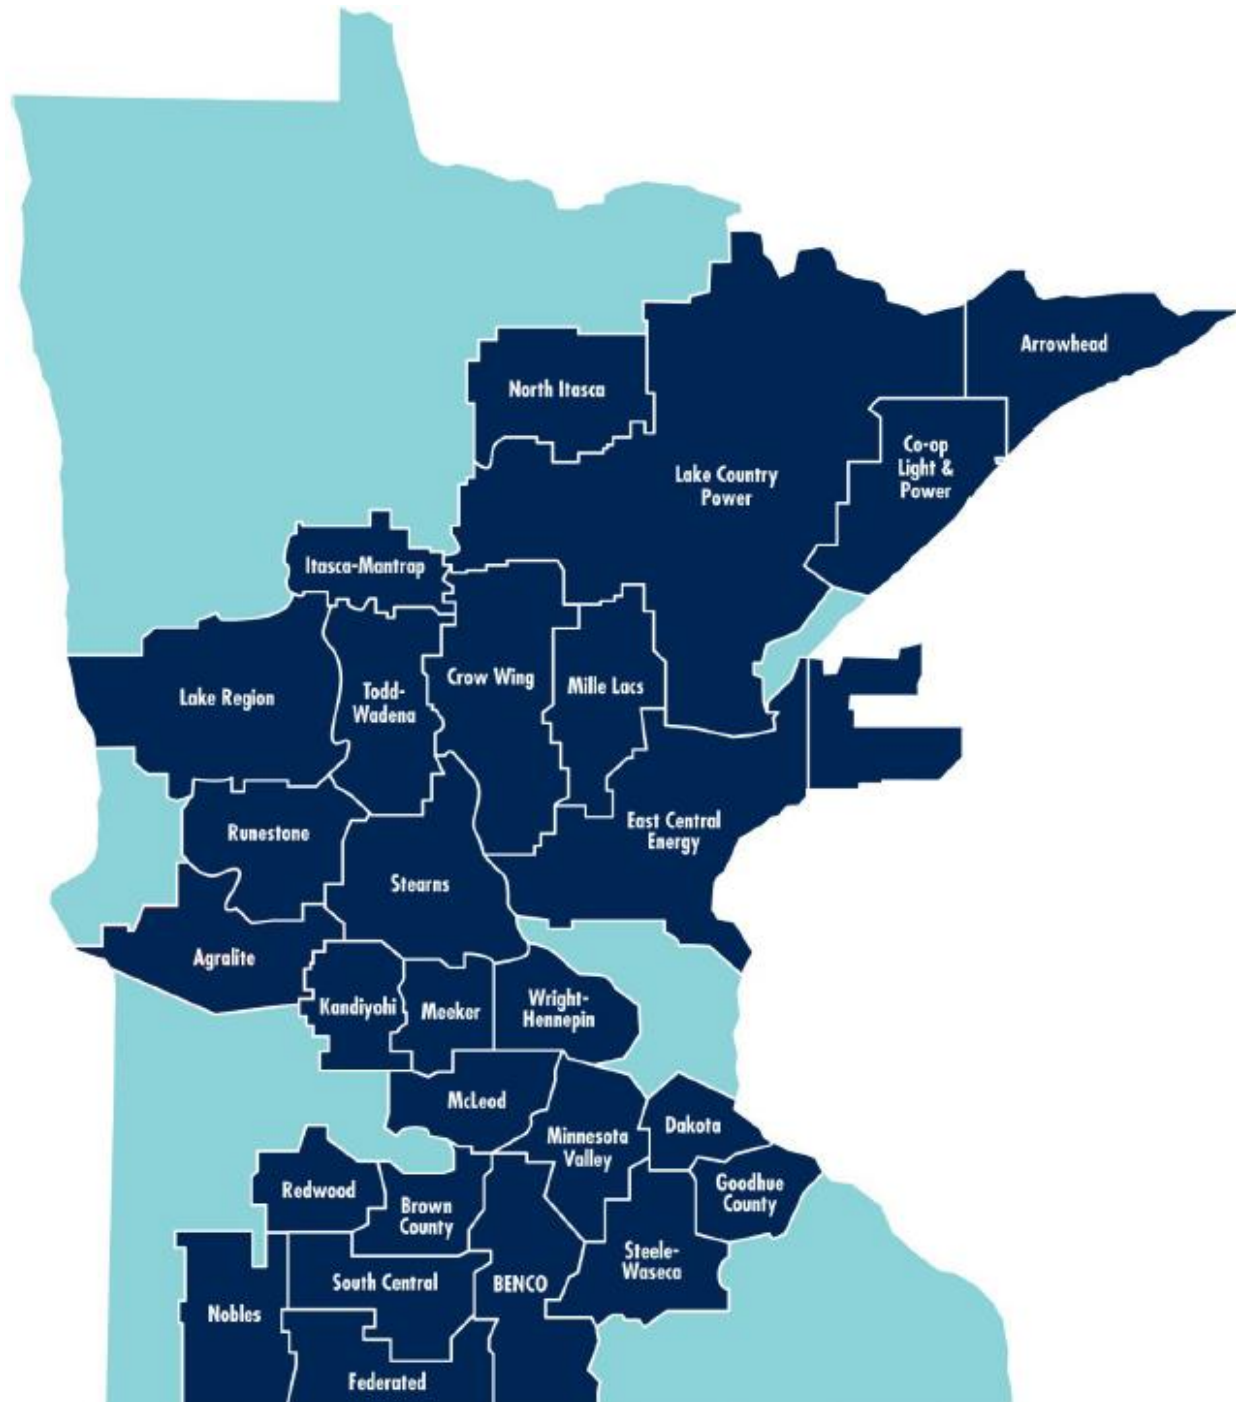 Arrowhead
North Itasca
Co-op
Light &
Power
Lake Country
Power
Itasca-Mantrap
Lake Region
Todd-
Wadena
Crow Wing
Mille Lacs
East Central
Energy
Runestone
Stearns
Agralite
Kandiyohi
Meeker
Wright-
Hennepin
McLeod
Minnesota
Valley
Dakota
Redwood
Brown
County
Goodhue
County
Steele-
Waseca
South Central
BENCO
Nobles
Federated